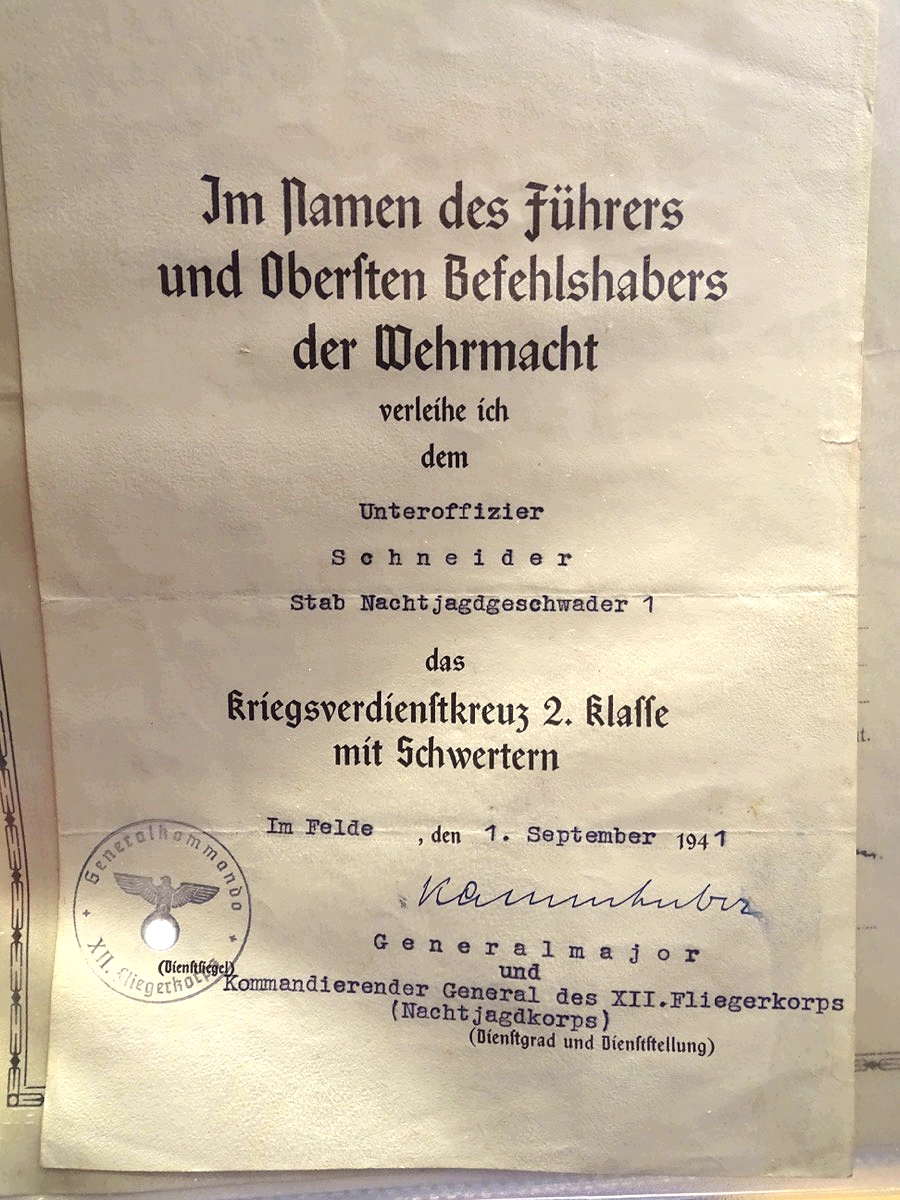 Im Namen des Führers
und Obersten Befehlshabers
der Wehrmacht
verleihe ich
dem
Unteroffizier
Schneider
Stab Nachtjagdgeschwader 1
das
Kriegsverdienstkreuz 2. Klasse
mit Schwertern
Im Felde, den 1. September 1941
Kammhuber
Generalmajor
und
Kommandierender General des XII.Fliegerkorps
(Nachtjagdkorps)
(Dienstgrad und Dienststellung)
Generalkommando
XII. Fliegerkorps
(Dienstsiegel)